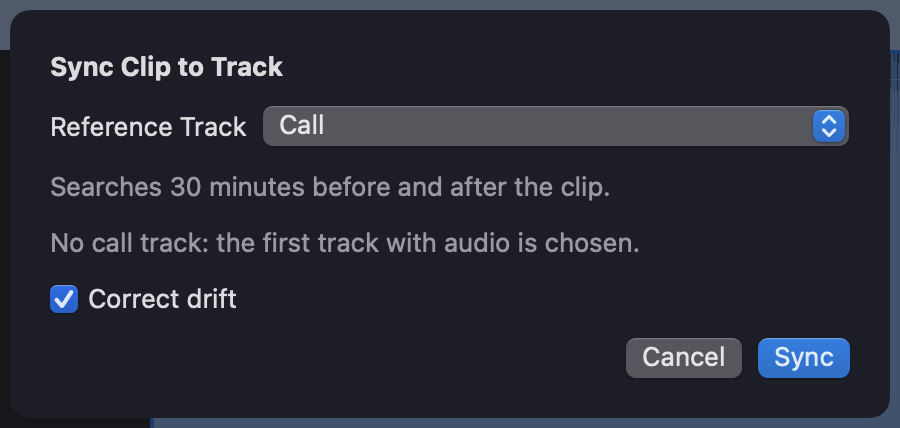 Sync Clip to Track
Reference Track Call
Searches 30 minutes before and after the clip.
No call track: the first track with audio is chosen.
Correct drift
Cancel Sync